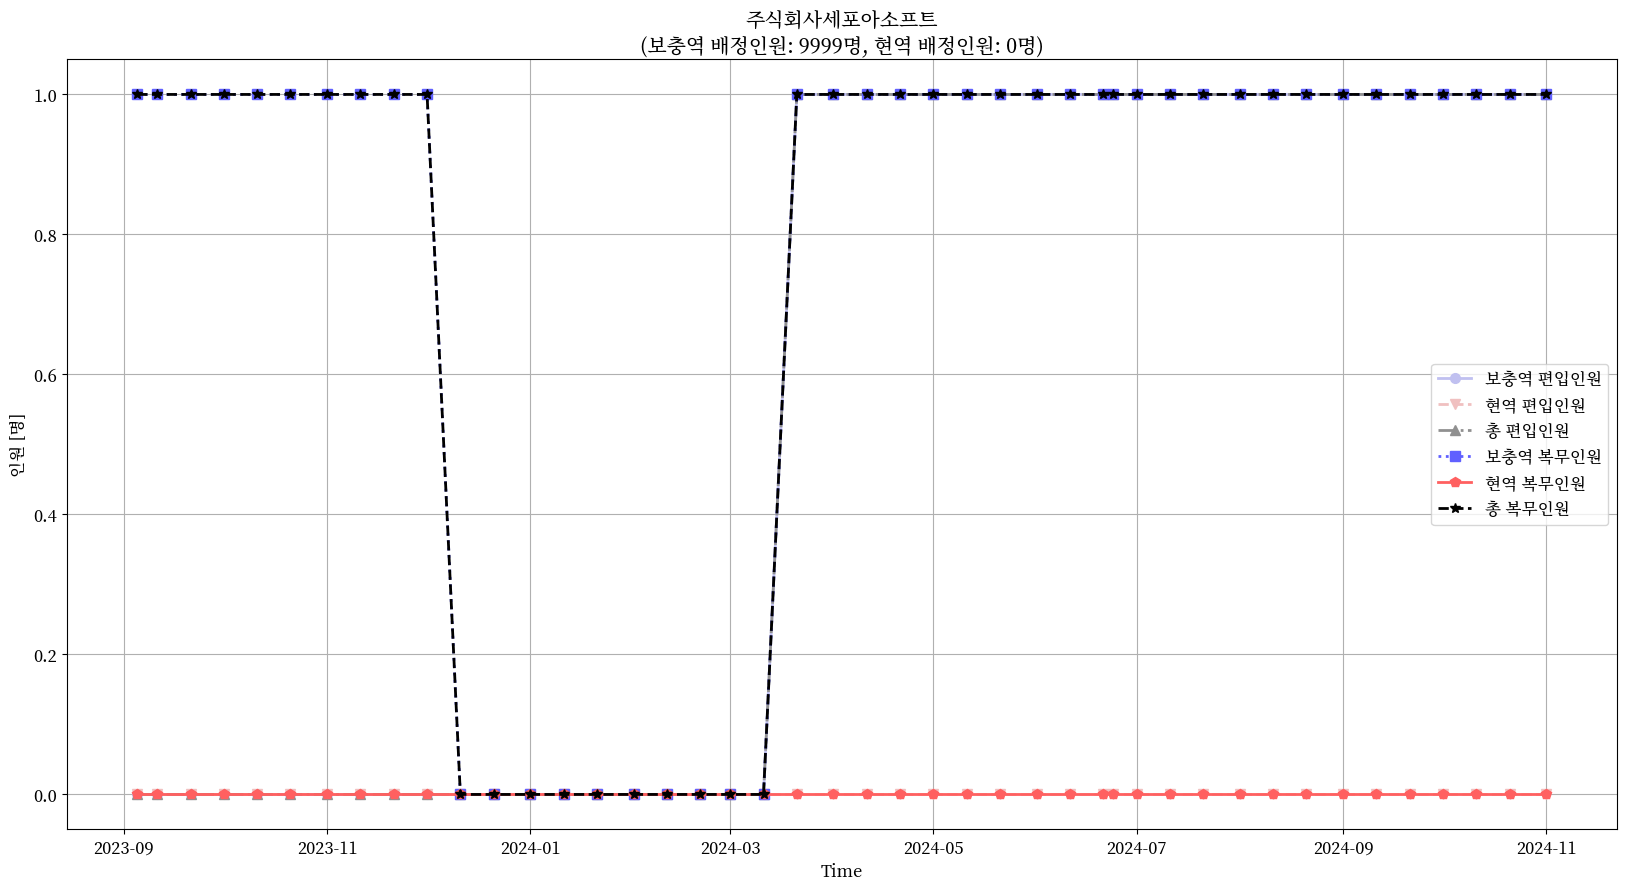 주식회사세포아소프트
(보충역 배정인원: 9999명, 현역 배정인원: 0명)
인원 [명]
1.0
0.8
0.6
0.4
0.2
0.0
보충역 편입인원
현역 편입인원
총 편입인원
보충역 복무인원
현역 복무인원
총 복무인원
2023-09
2023-11
2024-01
2024-03
2024-05
2024-07
2024-09
2024-11
Time